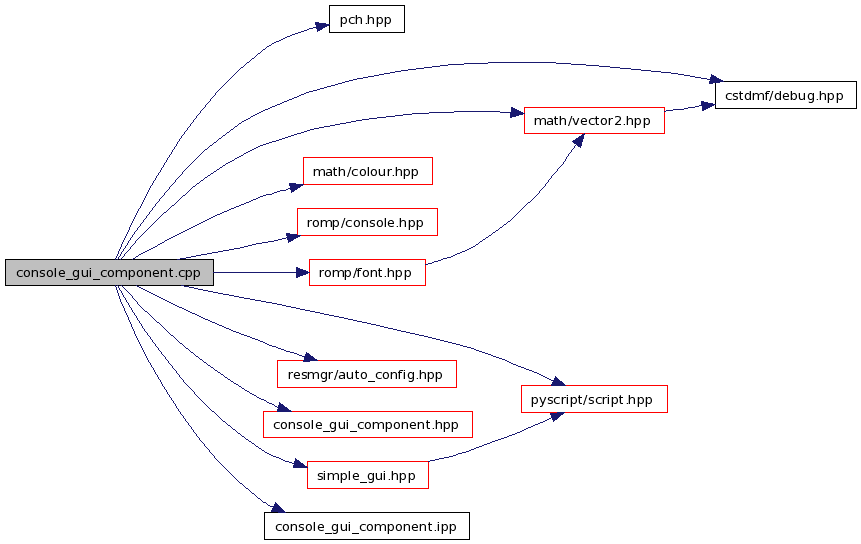 pch.hpp
cstdmf/debug.hpp
math/vector2.hpp
math/colour.hpp
romp/console.hpp
console_gui_component.cpp
romp/font.hpp
resmgr/auto_config.hpp
pyscript/script.hpp
console_gui_component.hpp
simple_gui.hpp
console_gui_component.ipp